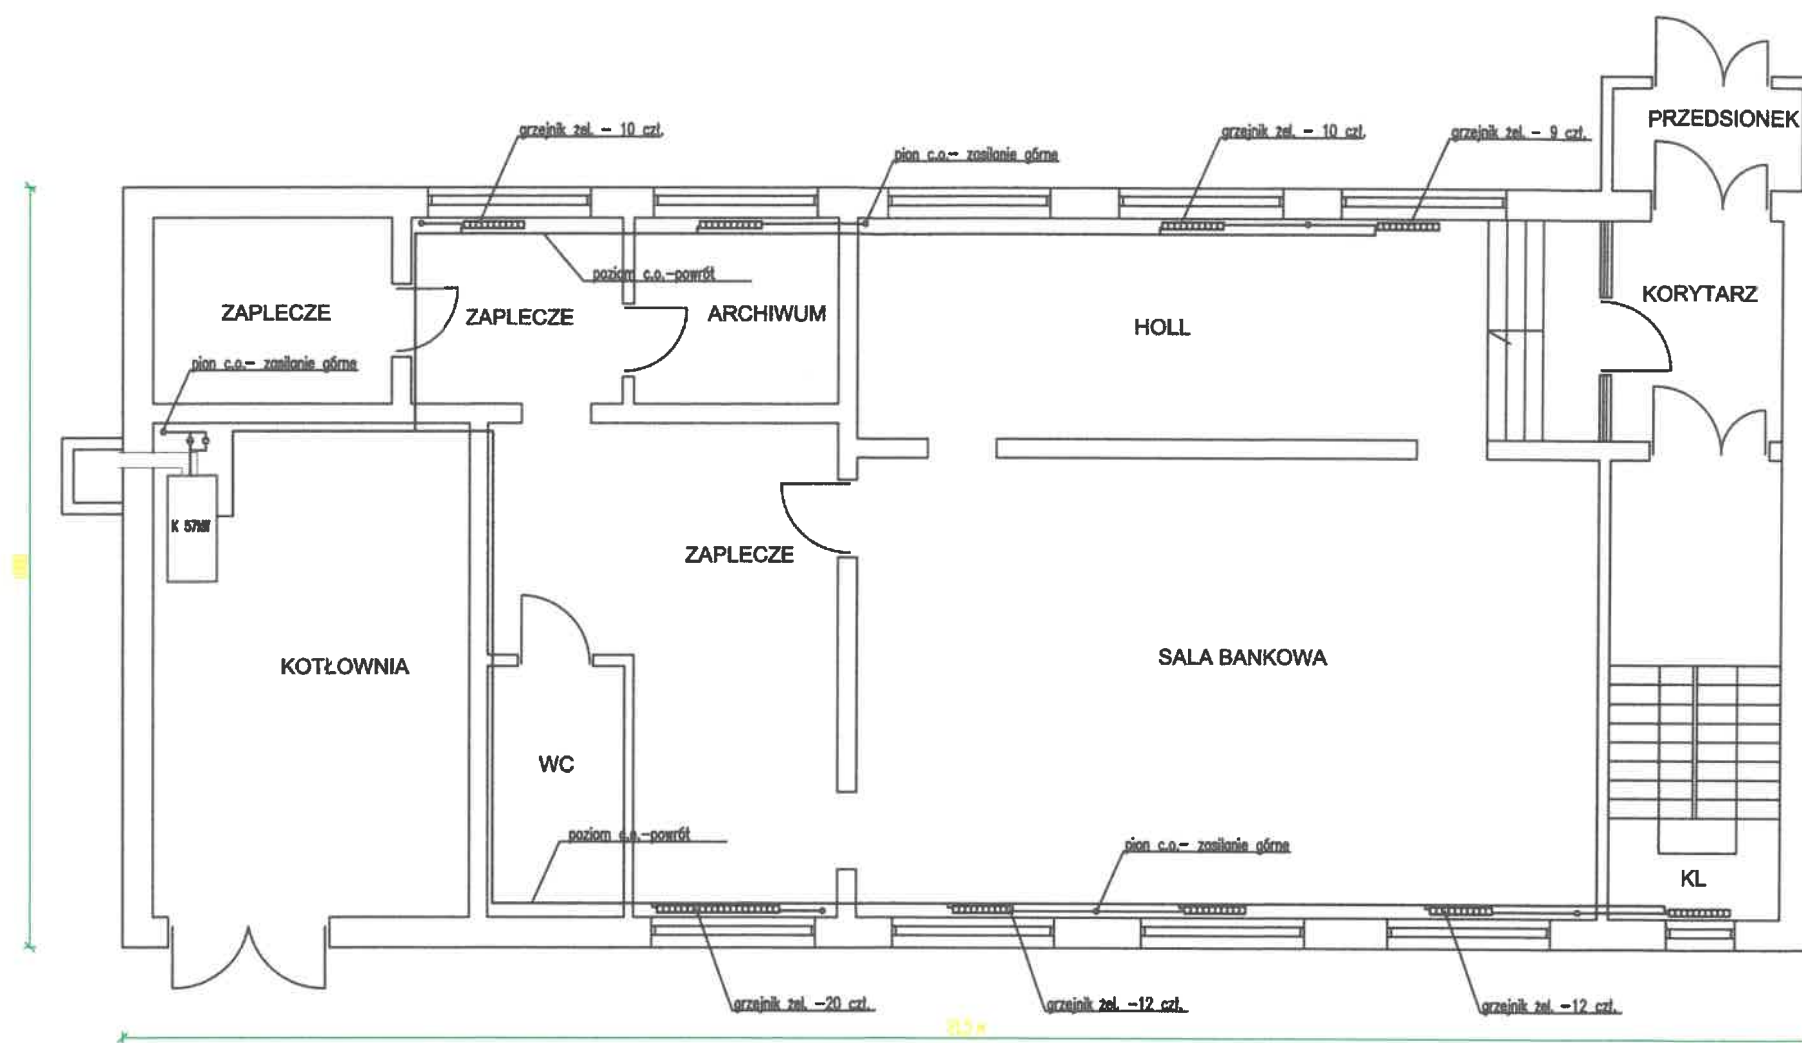 PRZEDSIONEK
grzejnik żel. - 10 czł.
pion c.o.- zasilanie górne
grzejnik żel. - 10 czł.
grzejnik żel. - 9 czł.
poziom c.o.-powrót
ZAPLECZE
ZAPLECZE
ARCHIWUM
HOLL
KORYTARZ
pion c.o.- zasilanie górne
K 57kW
ZAPLECZE
KOTŁOWNIA
SALA BANKOWA
WC
poziom c.o.-powrót
pion c.o.- zasilanie górne
KL
grzejnik żel. -20 czł.
grzejnik żel. -12 czł.
grzejnik żel. -12 czł.